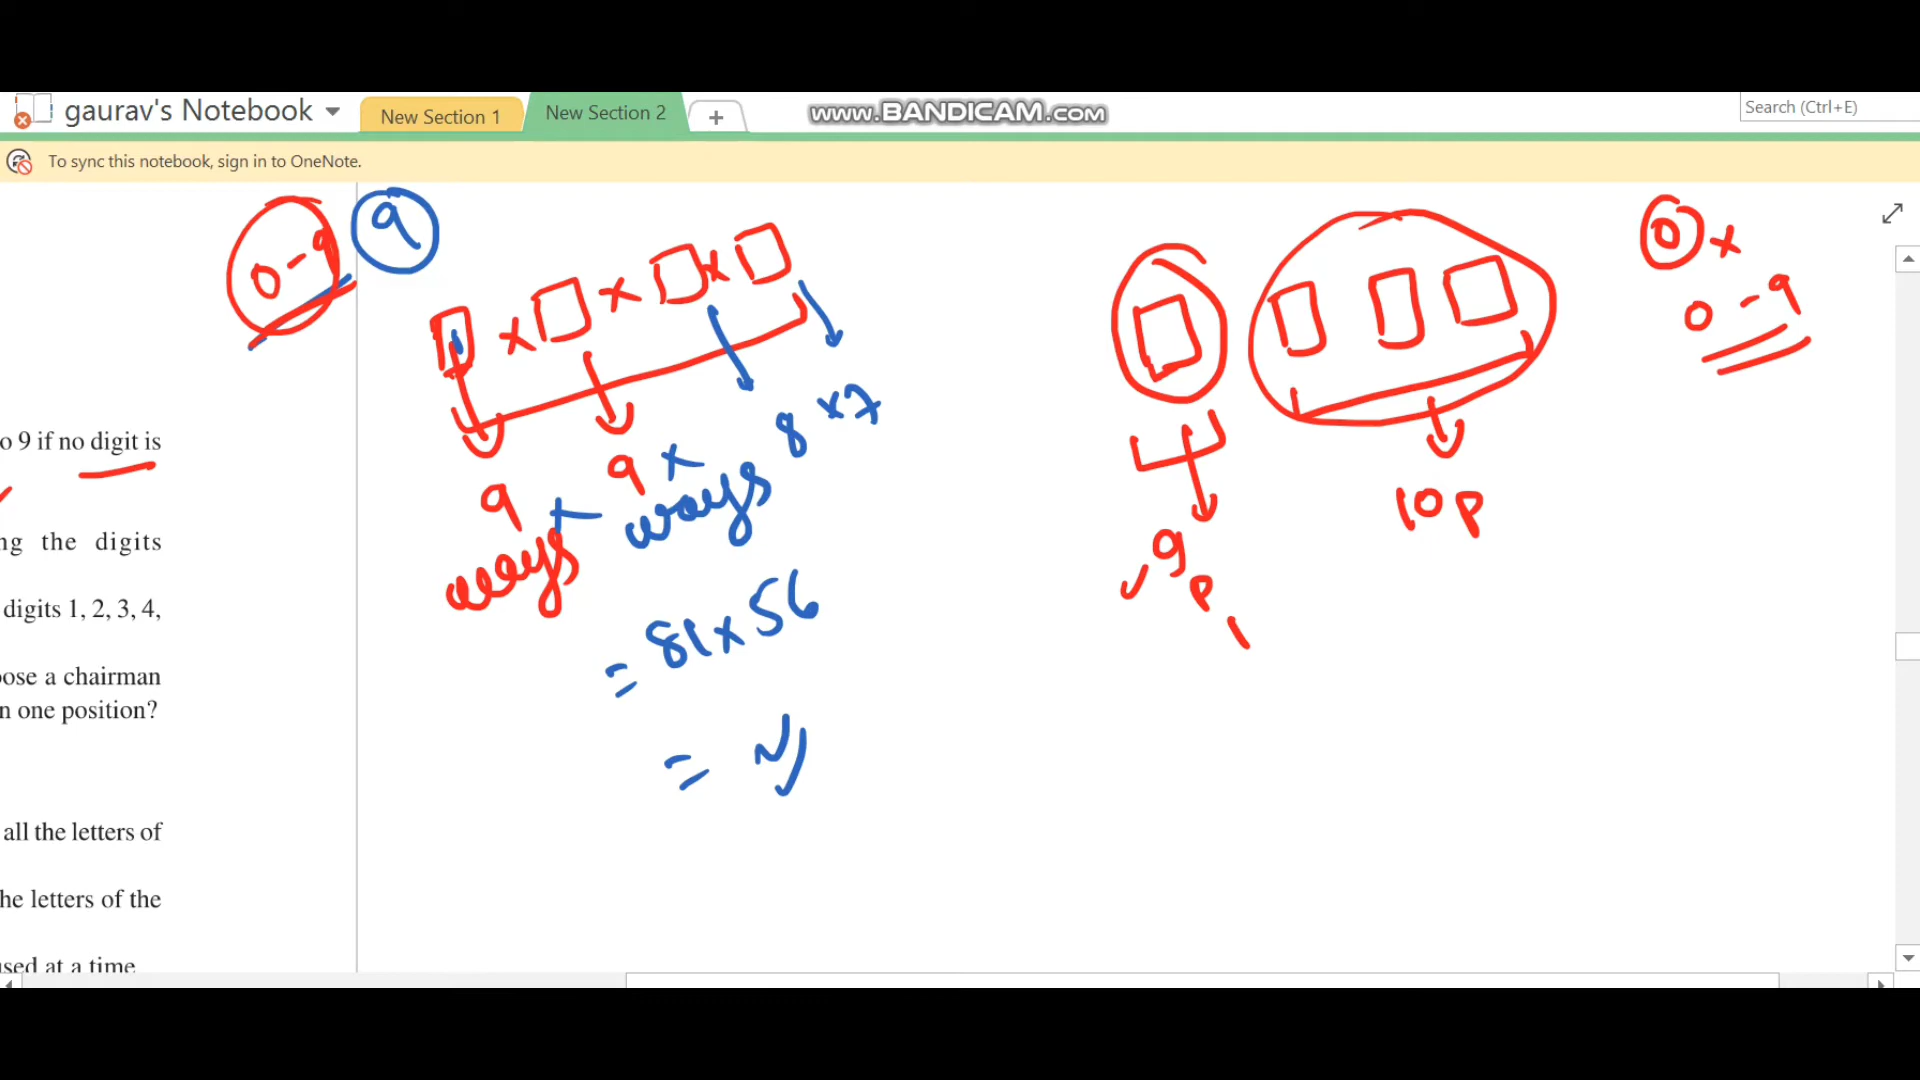 gaurav's Notebook
New Section 1
New Section 2
+
www.BANDICAM.com
Search (Ctrl+E)
To sync this notebook, sign in to OneNote.
0 - 9
9
× × ×
9 ways × 9 ways × 8 × 7
= 81 × 56
=
0 ×
0 - 9
9 P 1
10 P
o 9 if no digit is
ng the digits
digits 1, 2, 3, 4,
oose a chairman
n one position?
all the letters of
he letters of the
used at a time